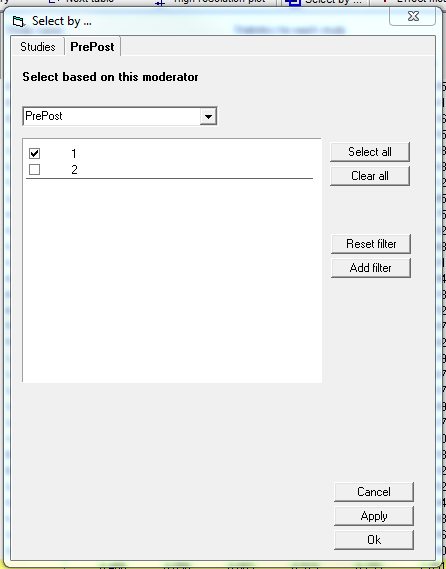 Next table
High resolution plot
Select by ...
Effect
Select by ...
Studies
PrePost
Select based on this moderator
PrePost
1
2
Select all
Clear all
Reset filter
Add filter
Cancel
Apply
Ok